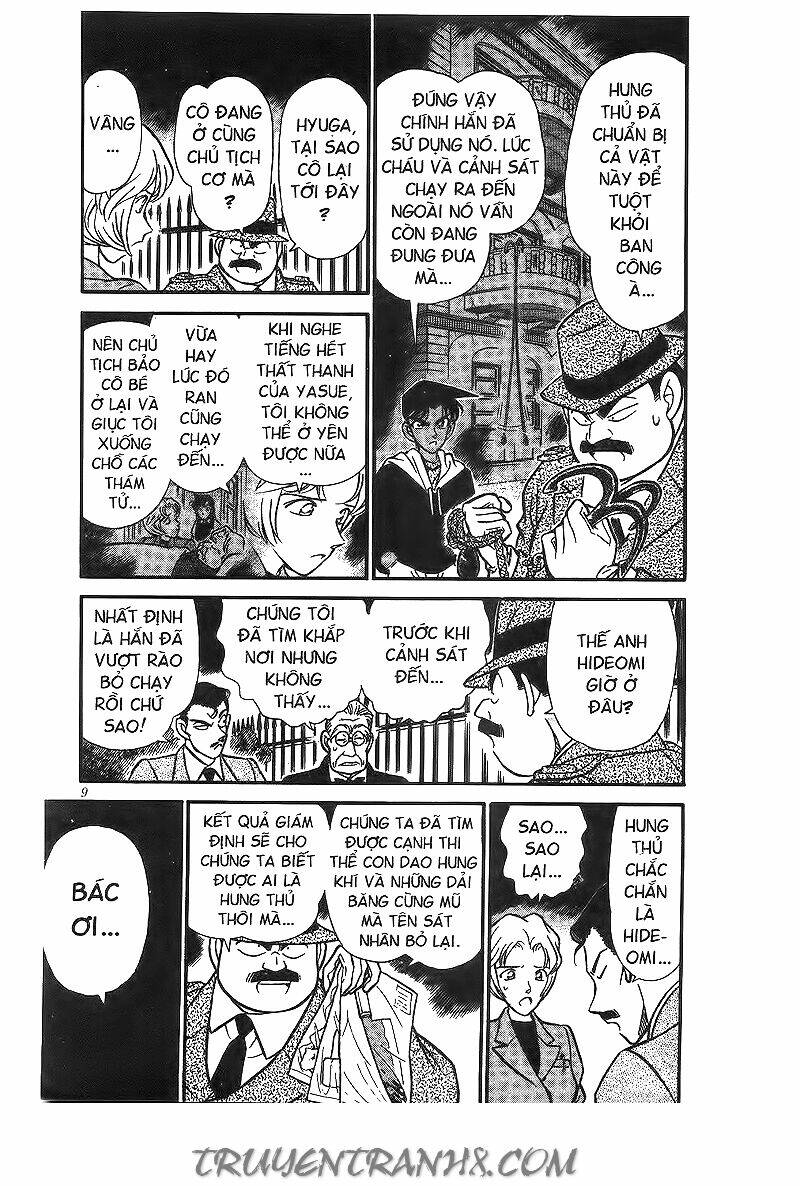 HUNG
THỦ ĐÃ
CHUẨN BỊ
CẢ VẬT
NÀY ĐỂ
TUỘT
KHỎI
BAN
CÔNG
À...
ĐÚNG VẬY
CHÍNH HẮN ĐÃ
SỬ DỤNG NÓ. LÚC
CHÁU VÀ CẢNH SÁT
CHẠY RA ĐẾN
NGOÀI NÓ VẪN
CÒN ĐANG
ĐUNG ĐƯA
MÀ...
HYUGA,
TẠI SAO
CÔ LẠI
TỚI ĐÂY
?
CÔ ĐANG
Ở CÙNG
CHỦ TỊCH
CƠ MÀ
?
VÂNG
...
KHI NGHE
TIẾNG HÉT
THẤT THANH
CỦA YASUE,
TÔI KHÔNG
THỂ Ở YÊN
ĐƯỢC NỮA
...
VỪA
HAY
LÚC ĐÓ
RAN
CŨNG
CHẠY
ĐẾN...
NÊN CHỦ
TỊCH BẢO
CÔ BÉ
Ở LẠI VÀ
GIỤC TÔI
XUỐNG
CHỖ CÁC
THÁM
TỬ...
THẾ ANH
HIDEOMI
GIỜ Ở
ĐÂU?
TRƯỚC KHI
CẢNH SÁT
ĐẾN...
CHÚNG TÔI
ĐÃ TÌM KHẮP
NƠI NHƯNG
KHÔNG
THẤY...
NHẤT ĐỊNH
LÀ HẮN ĐÃ
VƯỢT RÀO
BỎ CHẠY
RỒI CHỨ
SAO!
9
HUNG
THỦ
CHẮC
CHẮN
LÀ
HIDE-
OMI...
SAO...
SAO
LẠI...
CHÚNG TA ĐÃ TÌM
ĐƯỢC CẠNH THI
THỂ CON DAO HUNG
KHÍ VÀ NHỮNG DẢI
BĂNG CÙNG MŨ
MÀ TÊN SÁT
NHÂN BỎ LẠI.
KẾT QUẢ GIÁM
ĐỊNH SẼ CHO
CHÚNG TA BIẾT
ĐƯỢC AI LÀ
HUNG THỦ
THÔI MÀ...
BÁC
ƠI...
TRUYENTRANH8.COM